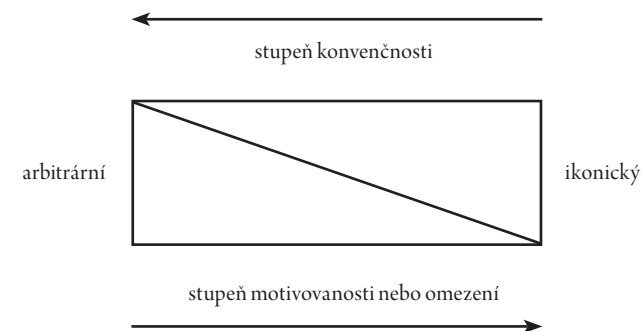 stupeň konvenčnosti
arbitrární
ikonický
stupeň motivovanosti nebo omezení